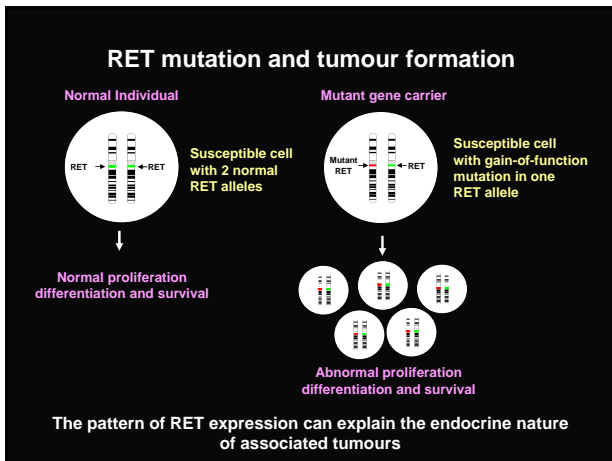 RET mutation and tumour formation
Normal Individual
RET
RET
Susceptible cell
with 2 normal
RET alleles
Normal proliferation
differentiation and survival
Mutant gene carrier
Mutant
RET
RET
Susceptible cell
with gain-of-function
mutation in one
RET allele
Abnormal proliferation
differentiation and survival
The pattern of RET expression can explain the endocrine nature
of associated tumours